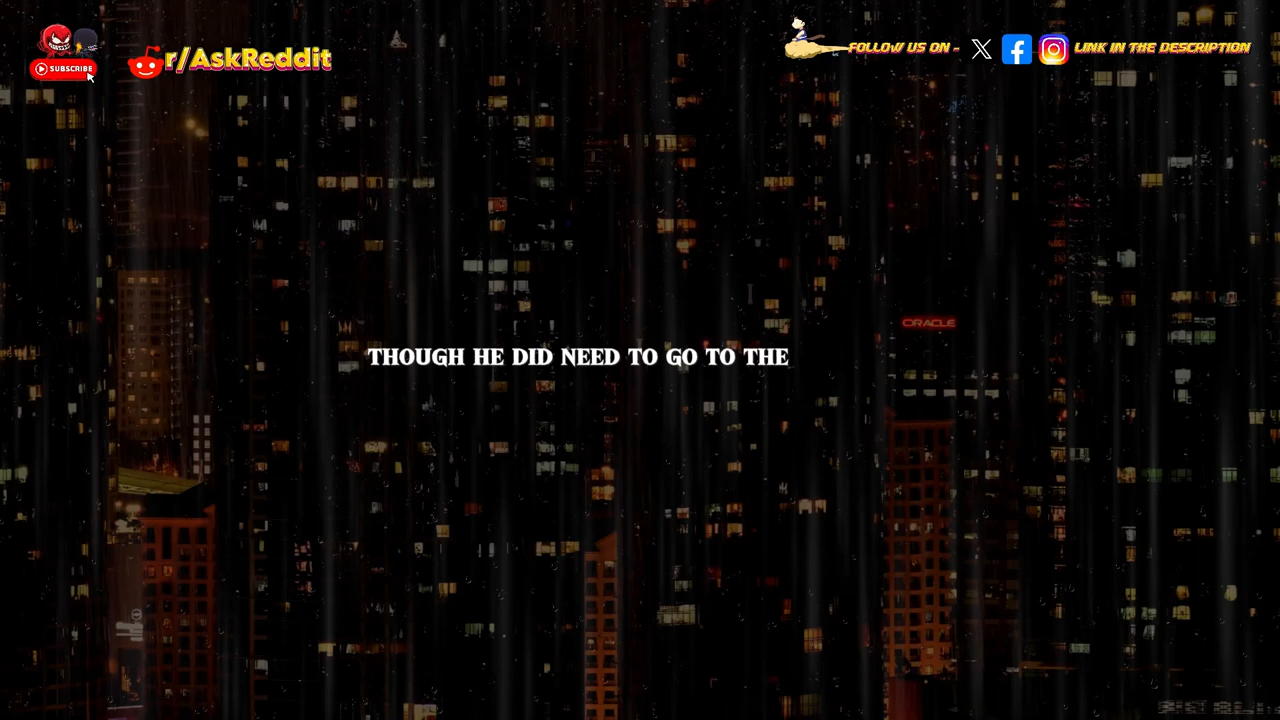 SUBSCRIBE
r/AskReddit
FOLLOW US ON -
LINK IN THE DESCRIPTION
ORACLE
THOUGH HE DID NEED TO GO TO THE